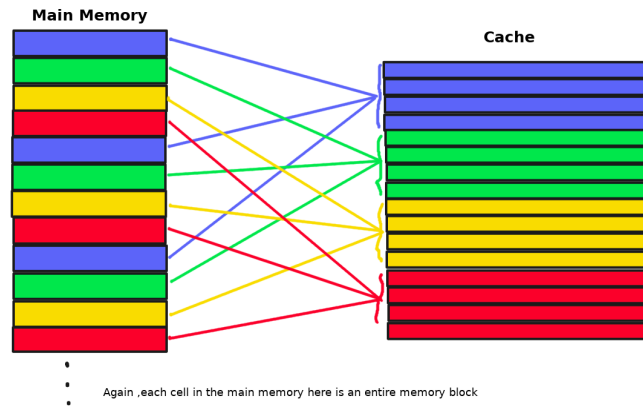 Main Memory
Cache
Again ,each cell in the main memory here is an entire memory block